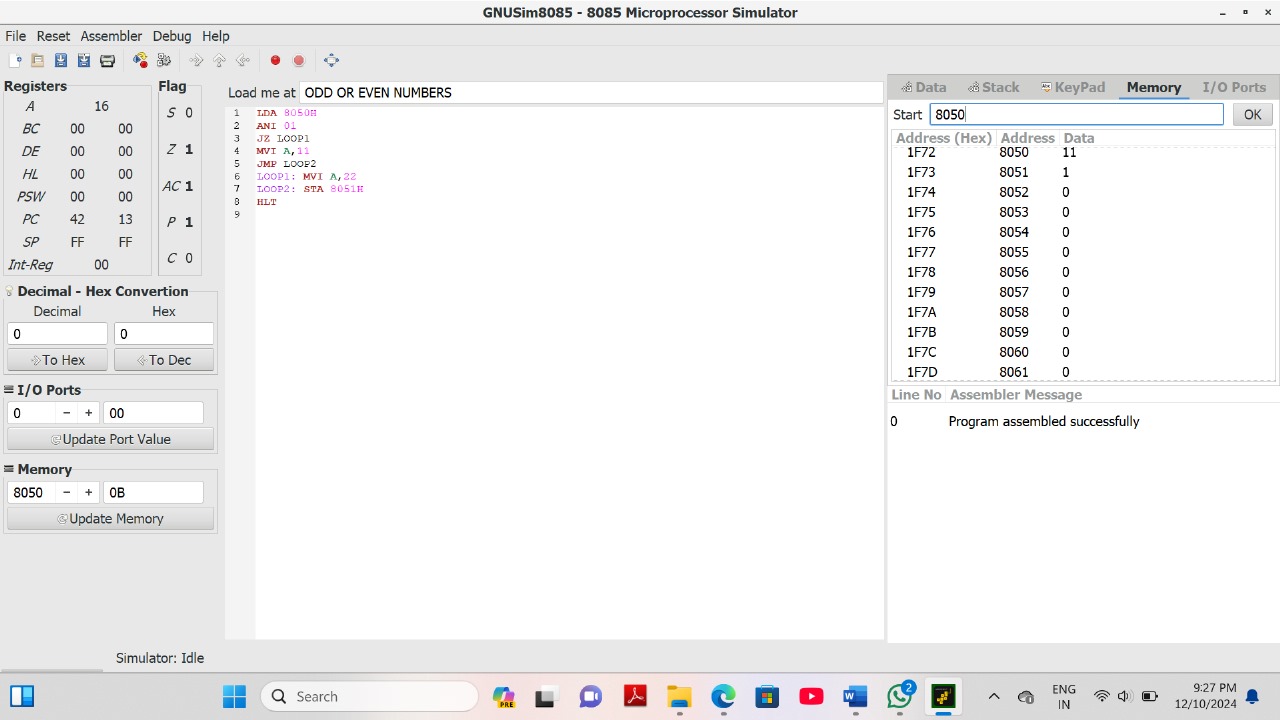 GNUSim8085 - 8085 Microprocessor Simulator
File Reset Assembler Debug Help
Registers
A 16
BC 00 00
DE 00 00
HL 00 00
PSW 00 00
PC 42 13
SP FF FF
Int-Reg 00
Flag
S 0
Z 1
AC 1
P 1
C 0
Decimal - Hex Convertion
Decimal Hex
0 0
To Hex To Dec
I/O Ports
0 - + 00
Update Port Value
Memory
8050 - + 0B
Update Memory
Load me at ODD OR EVEN NUMBERS
1 LDA 8050H
2 ANI 01
3 JZ LOOP1
4 MVI A,11
5 JMP LOOP2
6 LOOP1: MVI A,22
7 LOOP2: STA 8051H
8 HLT
9
Data Stack KeyPad Memory I/O Ports
Start 8050 OK
Address (Hex) Address Data
1F72 8050 11
1F73 8051 1
1F74 8052 0
1F75 8053 0
1F76 8054 0
1F77 8055 0
1F78 8056 0
1F79 8057 0
1F7A 8058 0
1F7B 8059 0
1F7C 8060 0
1F7D 8061 0
Line No Assembler Message
0 Program assembled successfully
Simulator: Idle
Search
PRE
2
ENG
IN
9:27 PM
12/10/2024